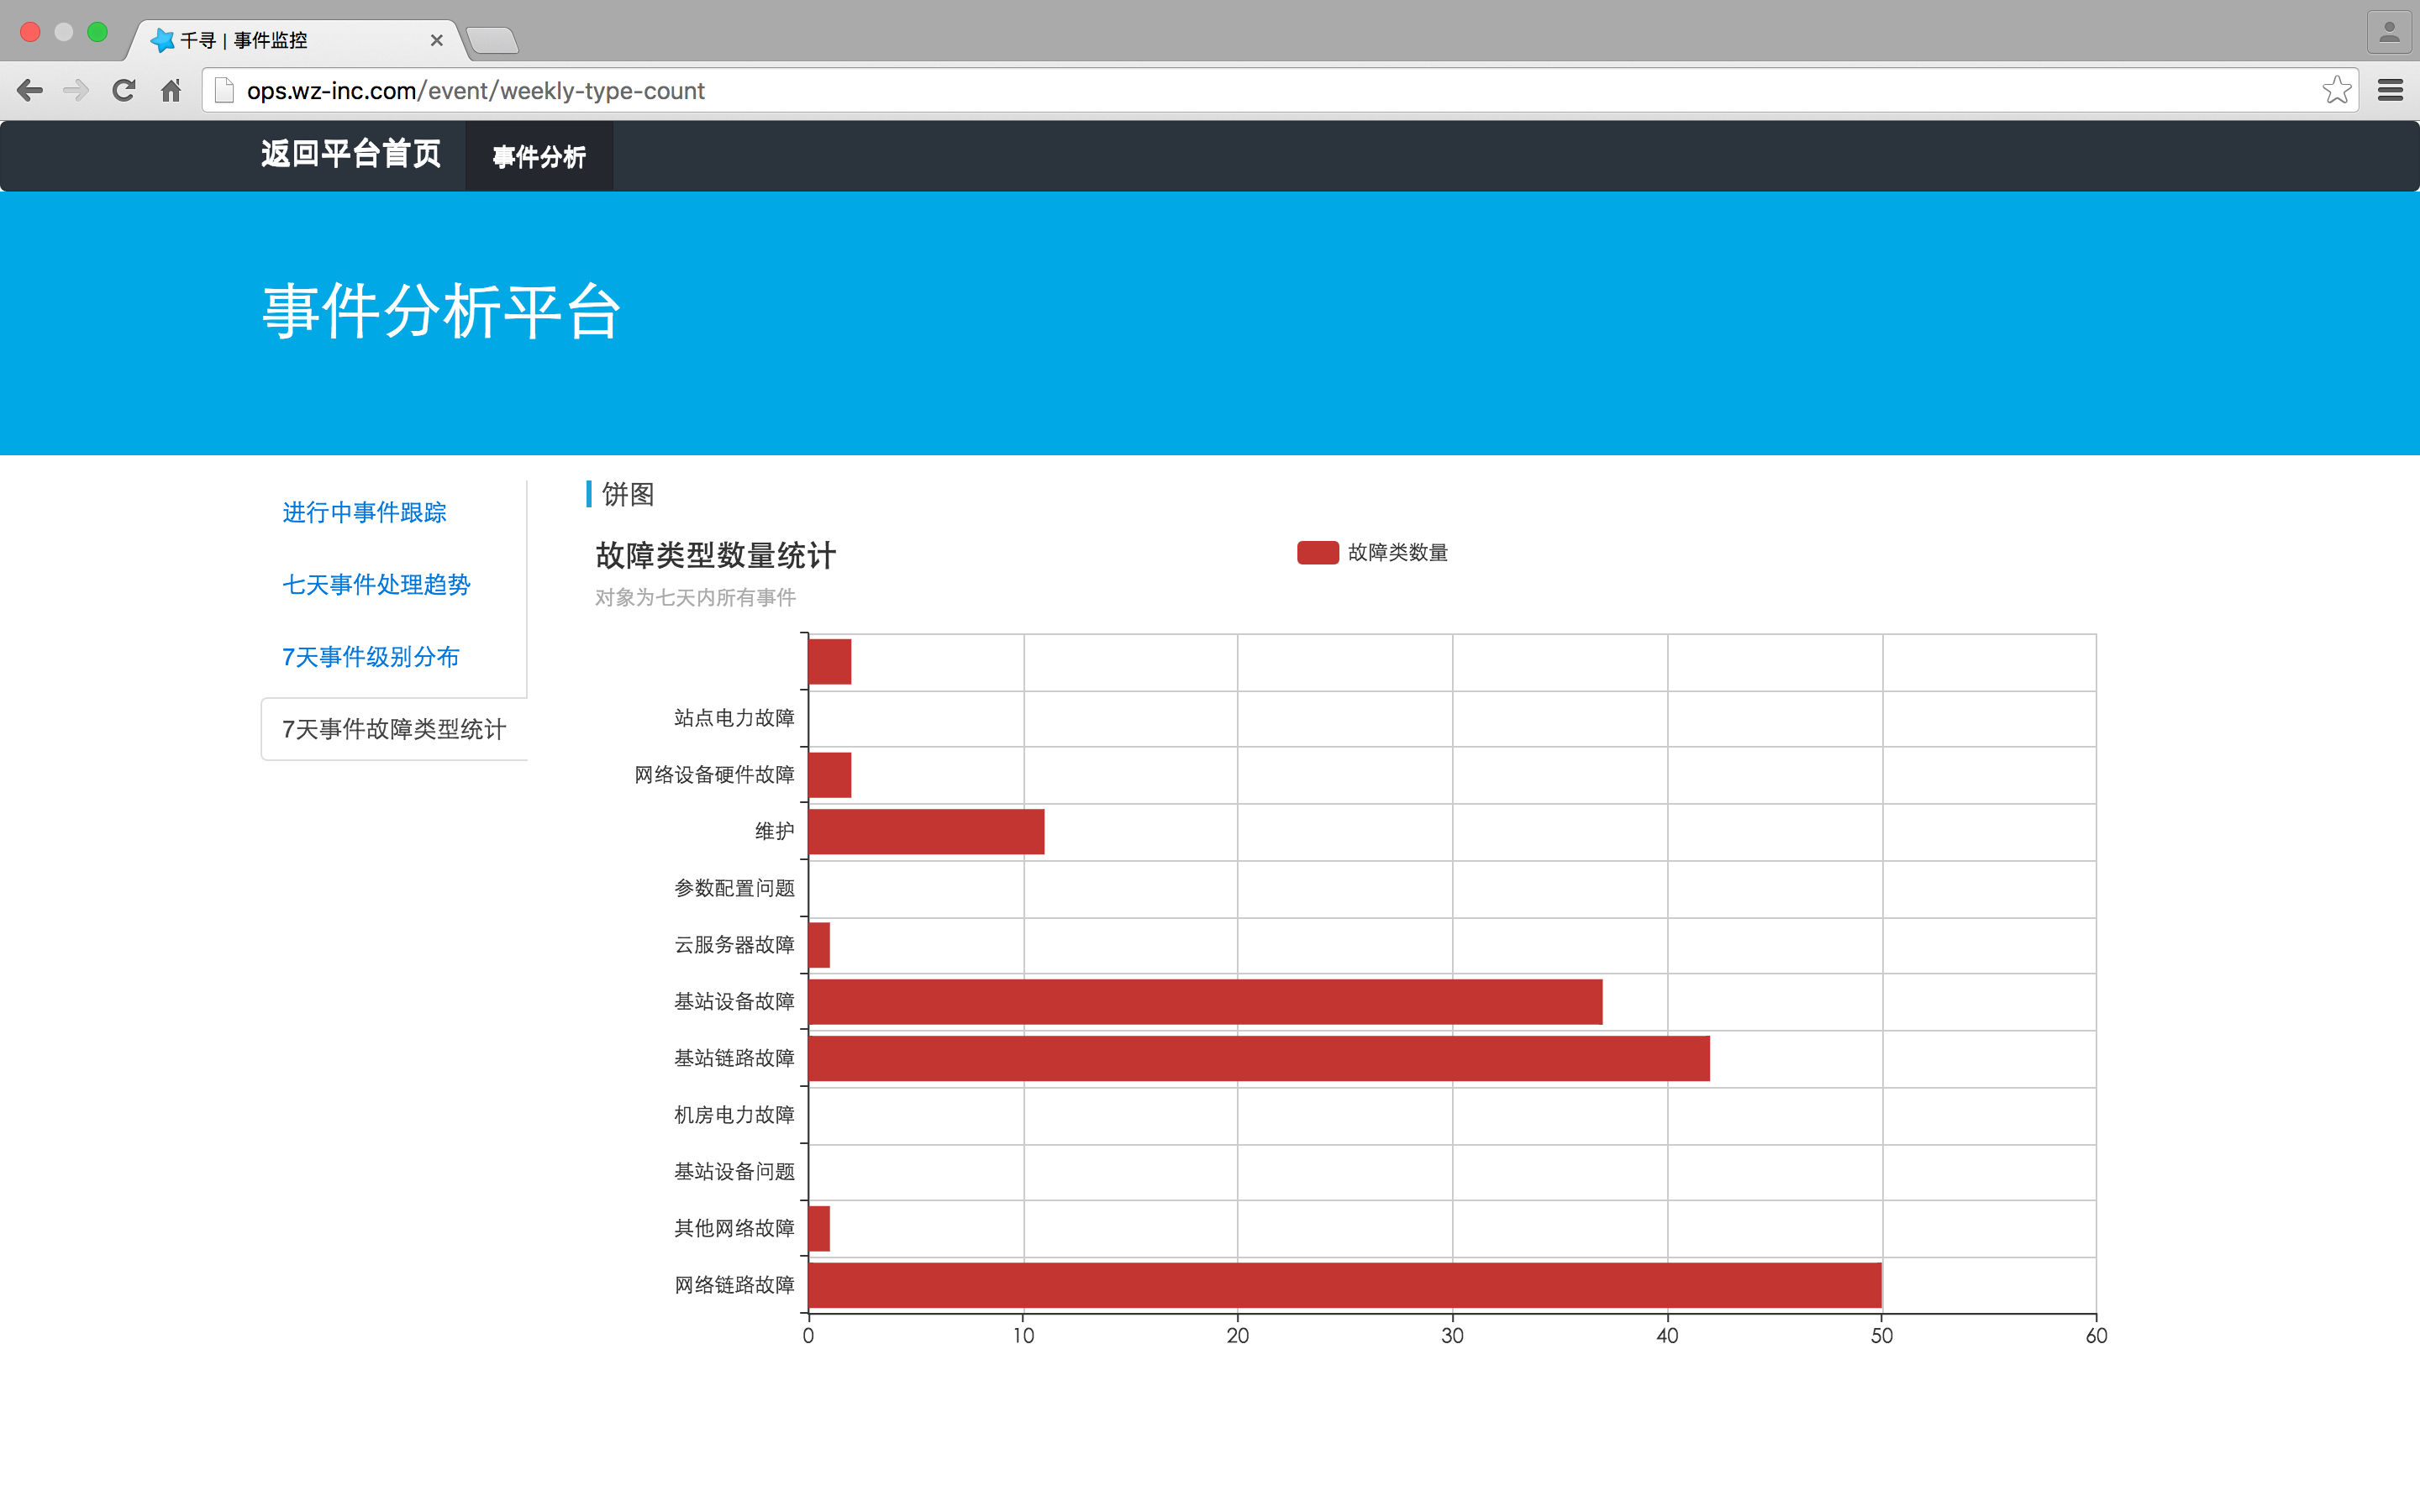 千寻 | 事件监控
ops.wz-inc.com/event/weekly-type-count
返回平台首页 事件分析
事件分析平台
进行中事件跟踪
七天事件处理趋势
7天事件级别分布
7天事件故障类型统计
饼图
故障类型数量统计
故障类数量
对象为七天内所有事件
站点电力故障
网络设备硬件故障
维护
参数配置问题
云服务器故障
基站设备故障
基站链路故障
机房电力故障
基站设备问题
其他网络故障
网络链路故障
0 10 20 30 40 50 60